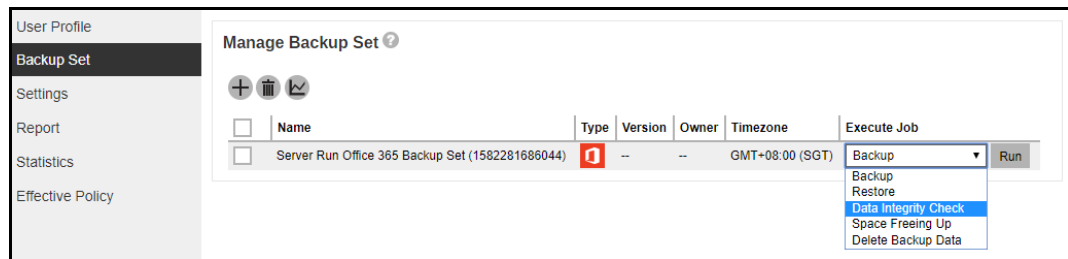 User Profile
Backup Set
Settings
Report
Statistics
Effective Policy
Manage Backup Set ?
Name Type Version Owner Timezone Execute Job
Server Run Office 365 Backup Set (1582281686044) -- -- GMT+08:00 (SGT) Backup Run
Backup
Restore
Data Integrity Check
Space Freeing Up
Delete Backup Data